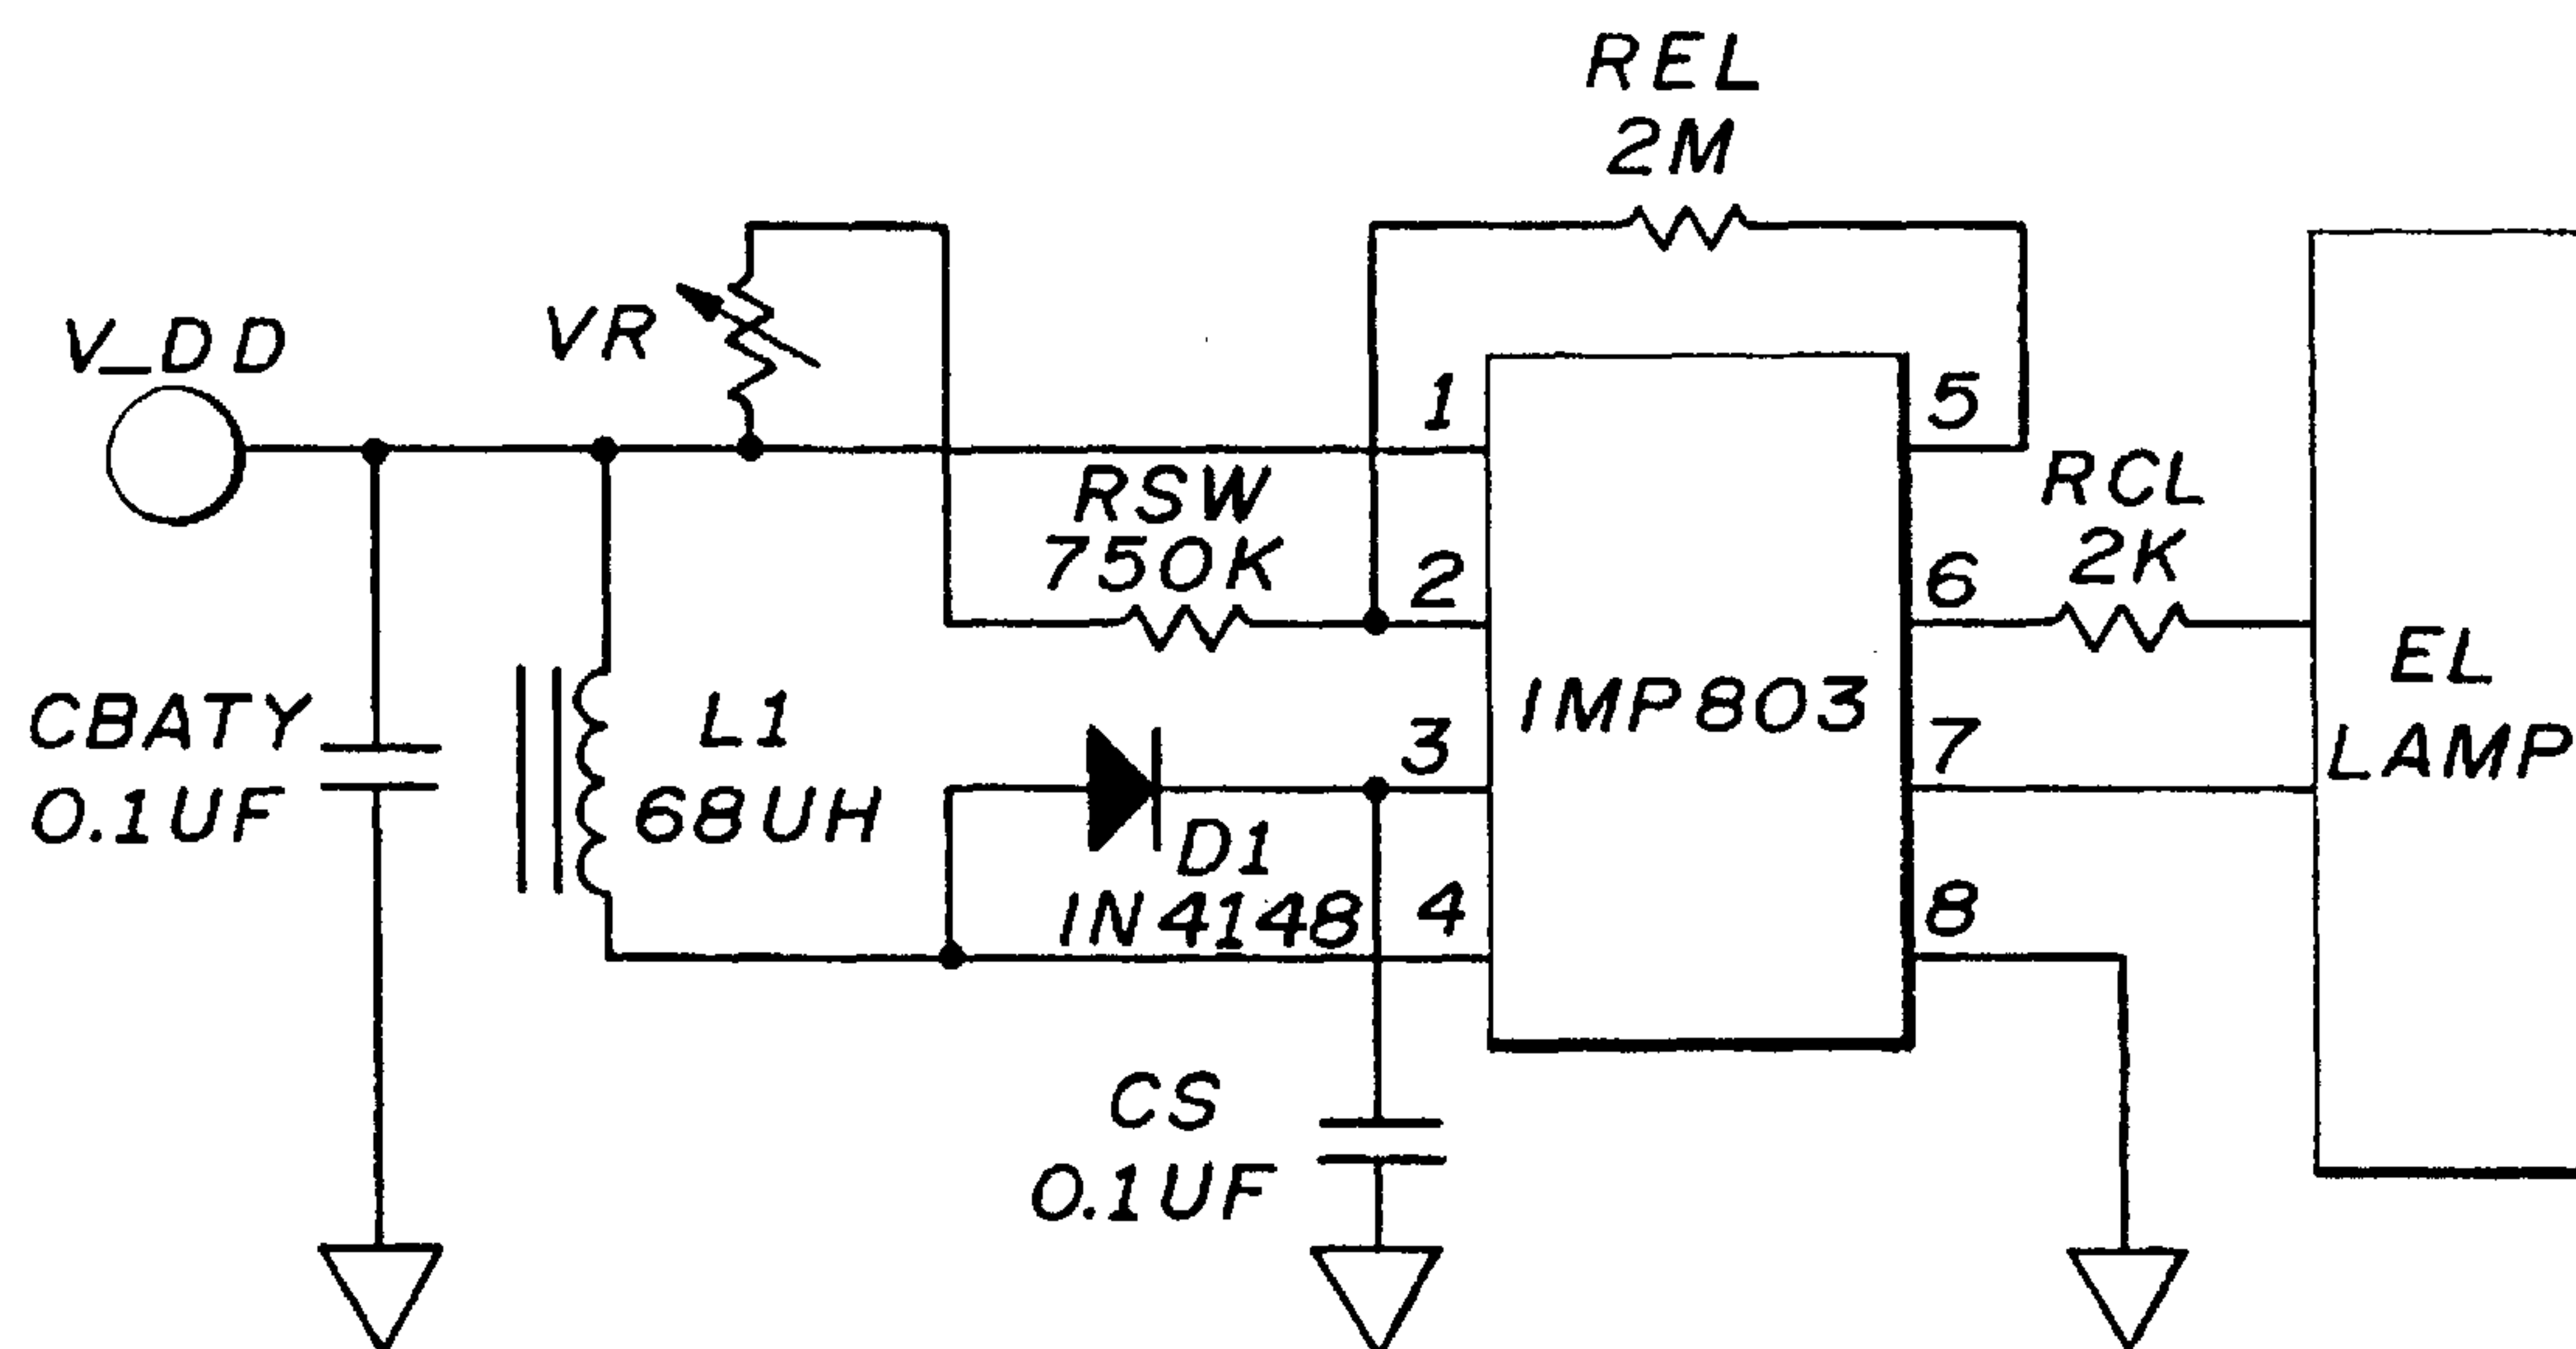 REL
2M
V_DD
VR
1
5
RSW
750K
RCL
2K
2
6
CBATY
0.1UF
L1
68UH
3
IMP803
7
EL
LAMP
D1
IN4148
4
8
CS
0.1UF